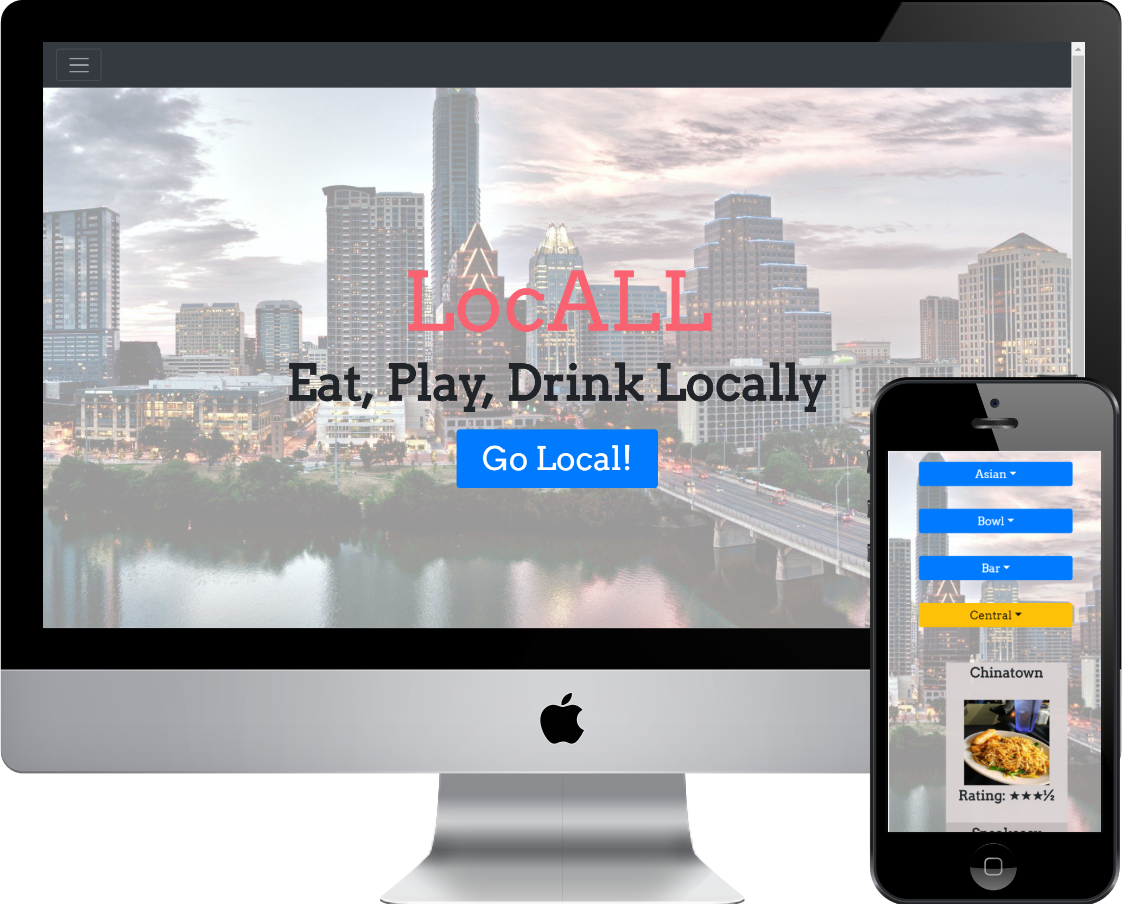 LocALL
Eat, Play, Drink Locally
Go Local!
Asian
Bowl
Bar
Central
Chinatown
Rating: ★★★½